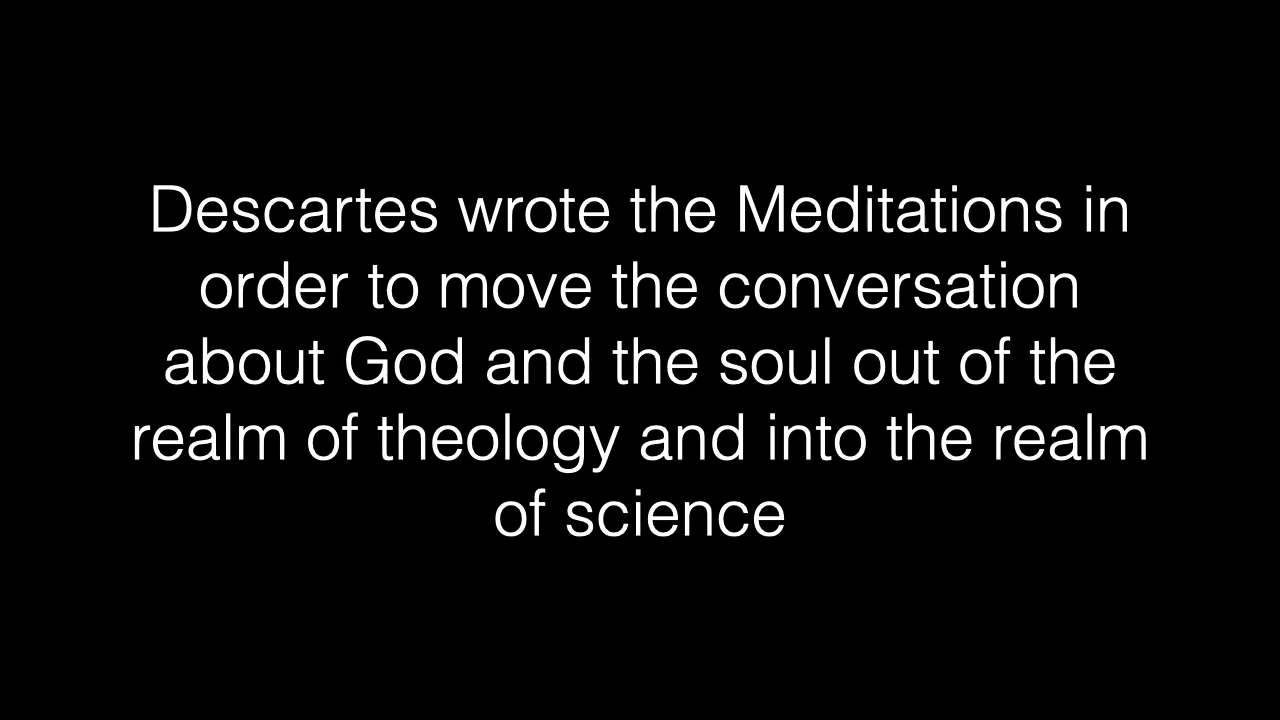 Descartes wrote the Meditations in
order to move the conversation
about God and the soul out of the
realm of theology and into the realm
of science